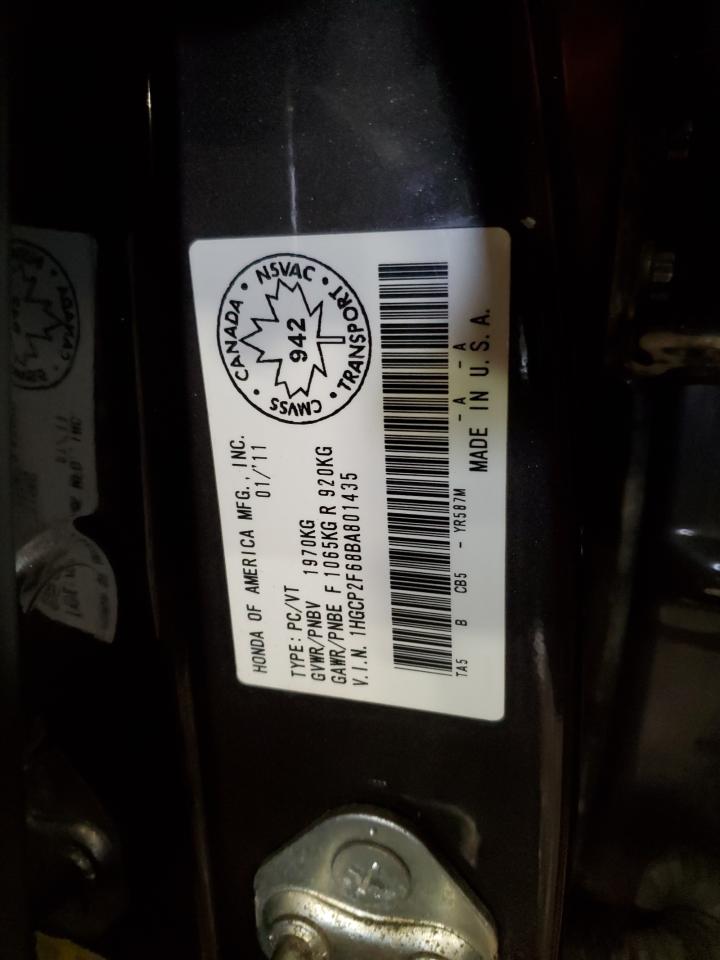 HONDA OF AMERICA MFG., INC.
01/'11
TYPE: PC/VT
GVWR/PNBV 1970KG
GAWR/PNBE F 1065KG R 920KG
V.I.N. 1HGCP2F68BA801435
CANADA • NSVAC • TRANSPORT • CMVSS •
942
TA5 B CB5 - YR587M - A - A
MADE IN U.S.A.